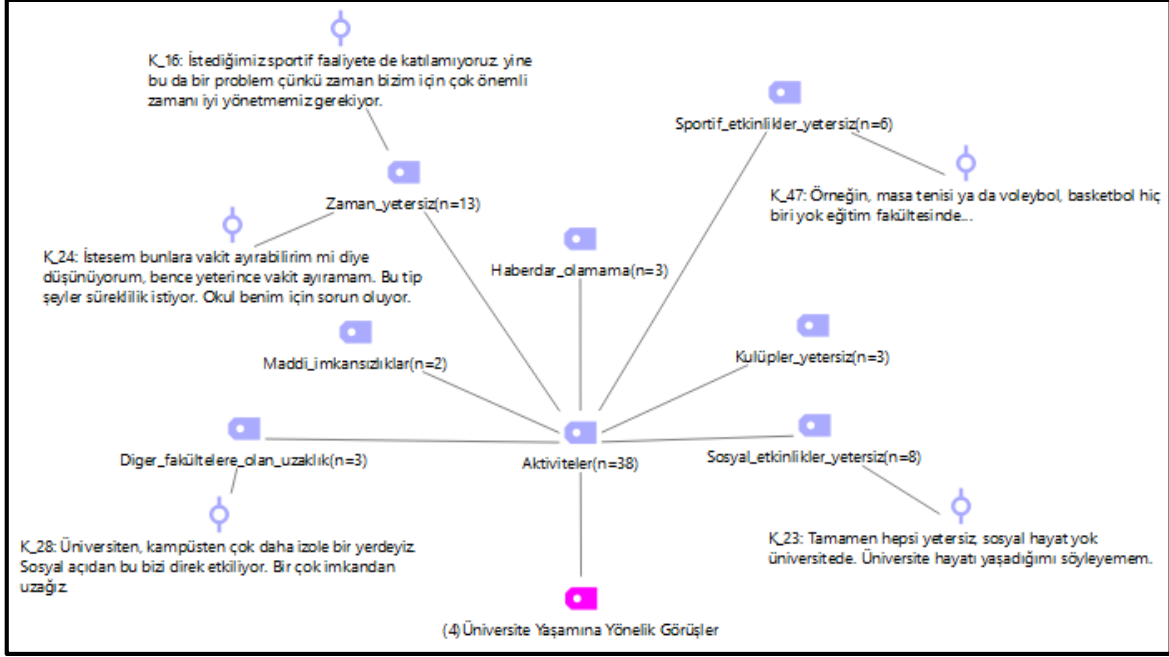 K_16: İstediğimiz sportif faaliyete de katılamıyoruz. yine
bu da bir problem çünkü zaman bizim için çok önemli
zamanı iyi yönetmemiz gerekiyor.
Sportif_etkinlikler_yetersiz(n=6)
Zaman_yetersiz(n=13)
K_47: Örneğin, masa tenisi ya da voleybol, basketbol hiç
biri yok eğitim fakültesinde...
K_24: İstesem bunlara vakit ayırabilirim mi diye
düşünüyorum, bence yeterince vakit ayıramam. Bu tip
şeyler süreklilik istiyor. Okul benim için sorun oluyor.
Haberdar_olamama(n=3)
Maddi_imkansızlıklar(n=2)
Kulüpler_yetersiz(n=3)
Diger_fakültelere_olan_uzaklık(n=3)
Aktiviteler(n=38)
Sosyal_etkinlikler_yetersiz(n=8)
K_28: Üniversiten, kampüsten çok daha izole bir yerdeyiz.
Sosyal açıdan bu bizi direk etkiliyor. Bir çok imkandan
uzağız.
K_23: Tamamen hepsi yetersiz, sosyal hayat yok
üniversitede. Üniversite hayatı yaşadığımı söyleyemem.
(4) Üniversite Yaşamına Yönelik Görüşler